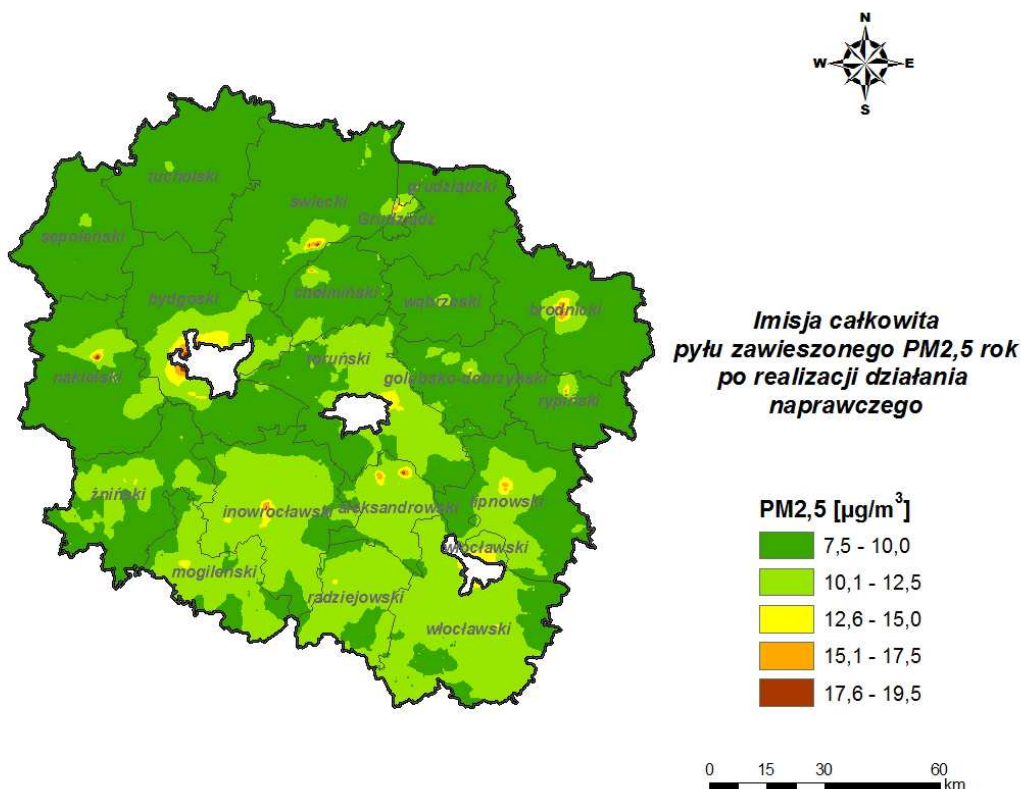 N
W E
S
tucholski
grudziądzki
świecki
Grudziądz
sępoleński
chełmiński
wąbrzeski
bydgoski
brodnicki
Imisja całkowita
pyłu zawieszonego PM2,5 rok
po realizacji działania
naprawczego
toruński
nakielski
golubsko-dobrzyński
rypiński
żniński
lipnowski
inowrocławski
aleksandrowski
włocławski
mogileński
radziejowski
włocławski
PM2,5 [µg/m³]
7,5 - 10,0
10,1 - 12,5
12,6 - 15,0
15,1 - 17,5
17,6 - 19,5
0 15 30 60
km